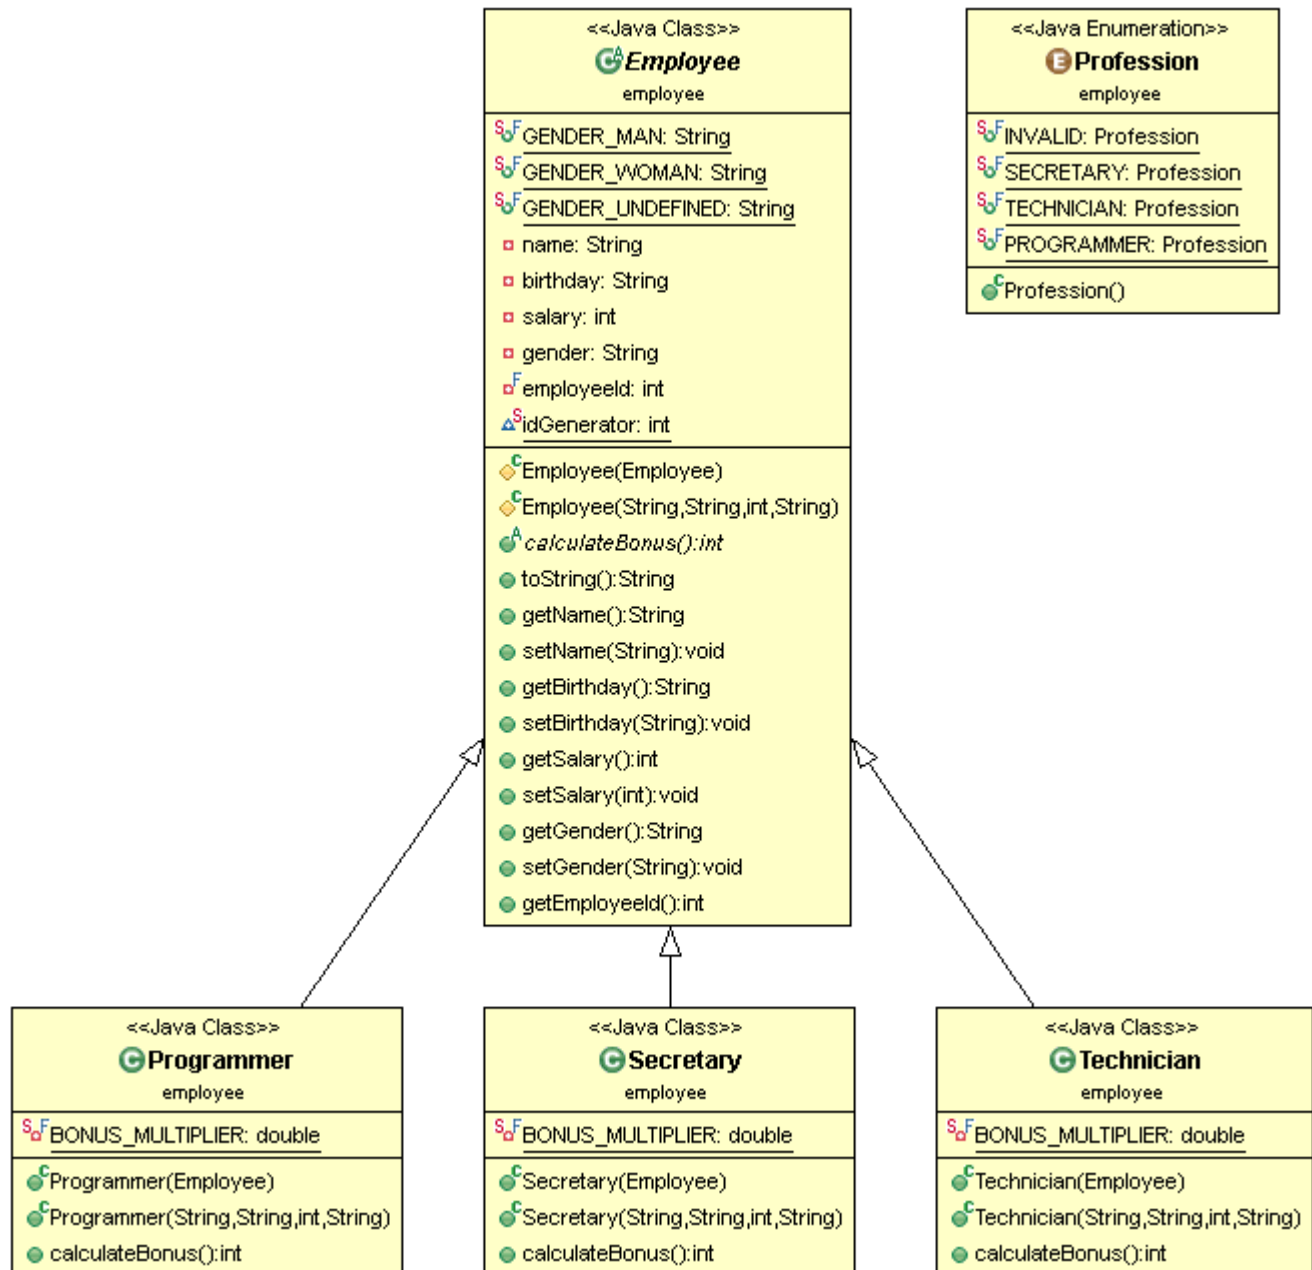 <<Java Class>>
Employee
employee
GENDER_MAN: String
GENDER_WOMAN: String
GENDER_UNDEFINED: String
name: String
birthday: String
salary: int
gender: String
employeeId: int
idGenerator: int
Employee(Employee)
Employee(String,String,int,String)
calculateBonus():int
toString():String
getName():String
setName(String):void
getBirthday():String
setBirthday(String):void
getSalary():int
setSalary(int):void
getGender():String
setGender(String):void
getEmployeeId():int
<<Java Enumeration>>
Profession
employee
INVALID: Profession
SECRETARY: Profession
TECHNICIAN: Profession
PROGRAMMER: Profession
Profession()
<<Java Class>>
Programmer
employee
BONUS_MULTIPLIER: double
Programmer(Employee)
Programmer(String,String,int,String)
calculateBonus():int
<<Java Class>>
Secretary
employee
BONUS_MULTIPLIER: double
Secretary(Employee)
Secretary(String,String,int,String)
calculateBonus():int
<<Java Class>>
Technician
employee
BONUS_MULTIPLIER: double
Technician(Employee)
Technician(String,String,int,String)
calculateBonus():int